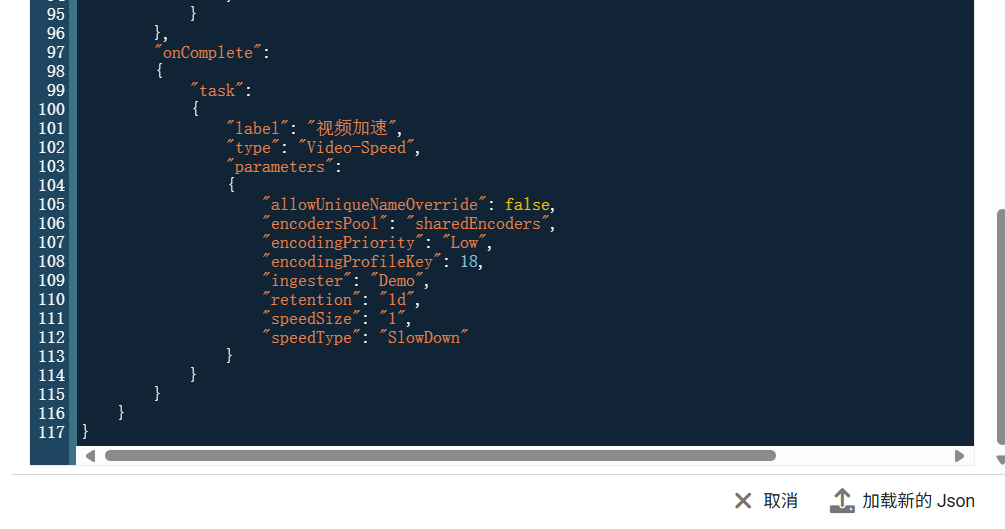 95 }
96 },
97 "onComplete":
98 {
99 "task":
100 {
101 "label": "视频加速",
102 "type": "Video-Speed",
103 "parameters":
104 {
105 "allowUniqueNameOverride": false,
106 "encodersPool": "sharedEncoders",
107 "encodingPriority": "Low",
108 "encodingProfileKey": 18,
109 "ingester": "Demo",
110 "retention": "1d",
111 "speedSize": "1",
112 "speedType": "SlowDown"
113 }
114 }
115 }
116 }
117 }
取消 加载新的 Json